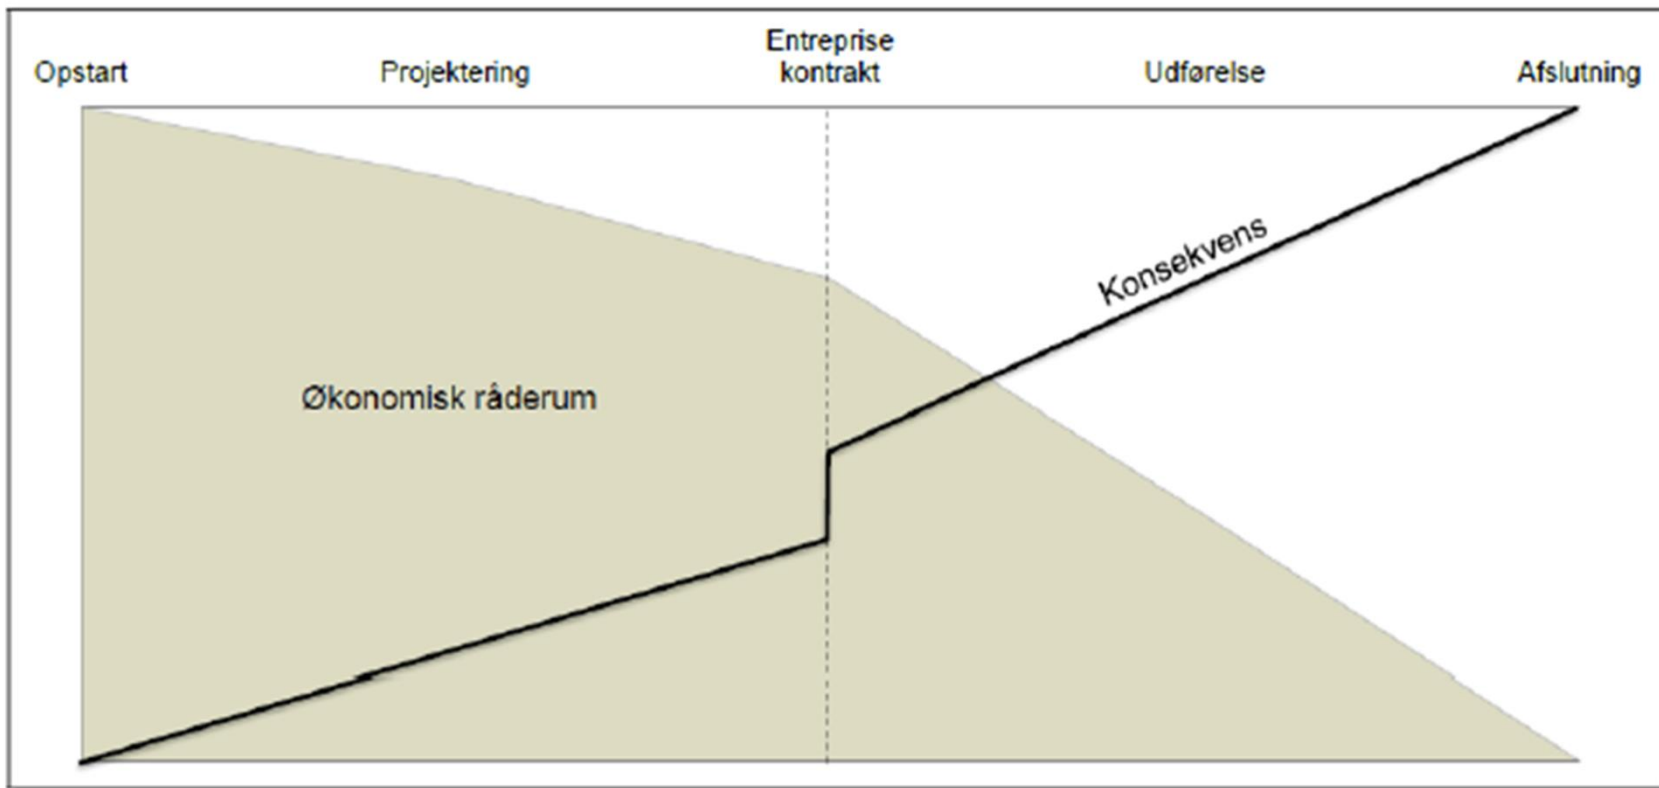 Opstart
Projektering
Entreprise
kontrakt
Udførelse
Afslutning
Konsekvens
Økonomisk råderum